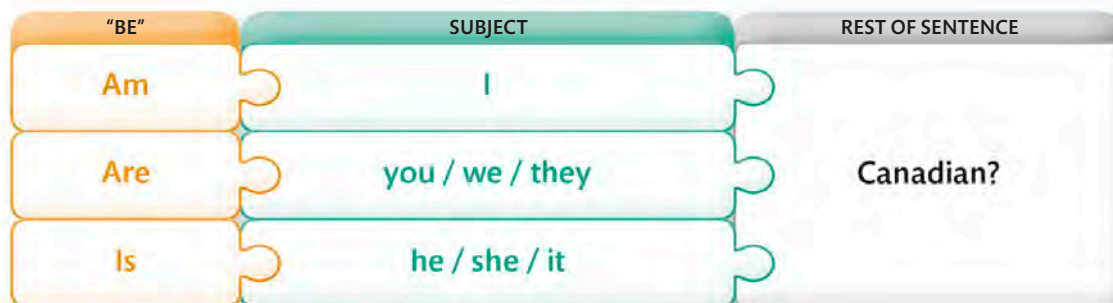 "BE" SUBJECT REST OF SENTENCE
Am I
Are you / we / they Canadian?
Is he / she / it